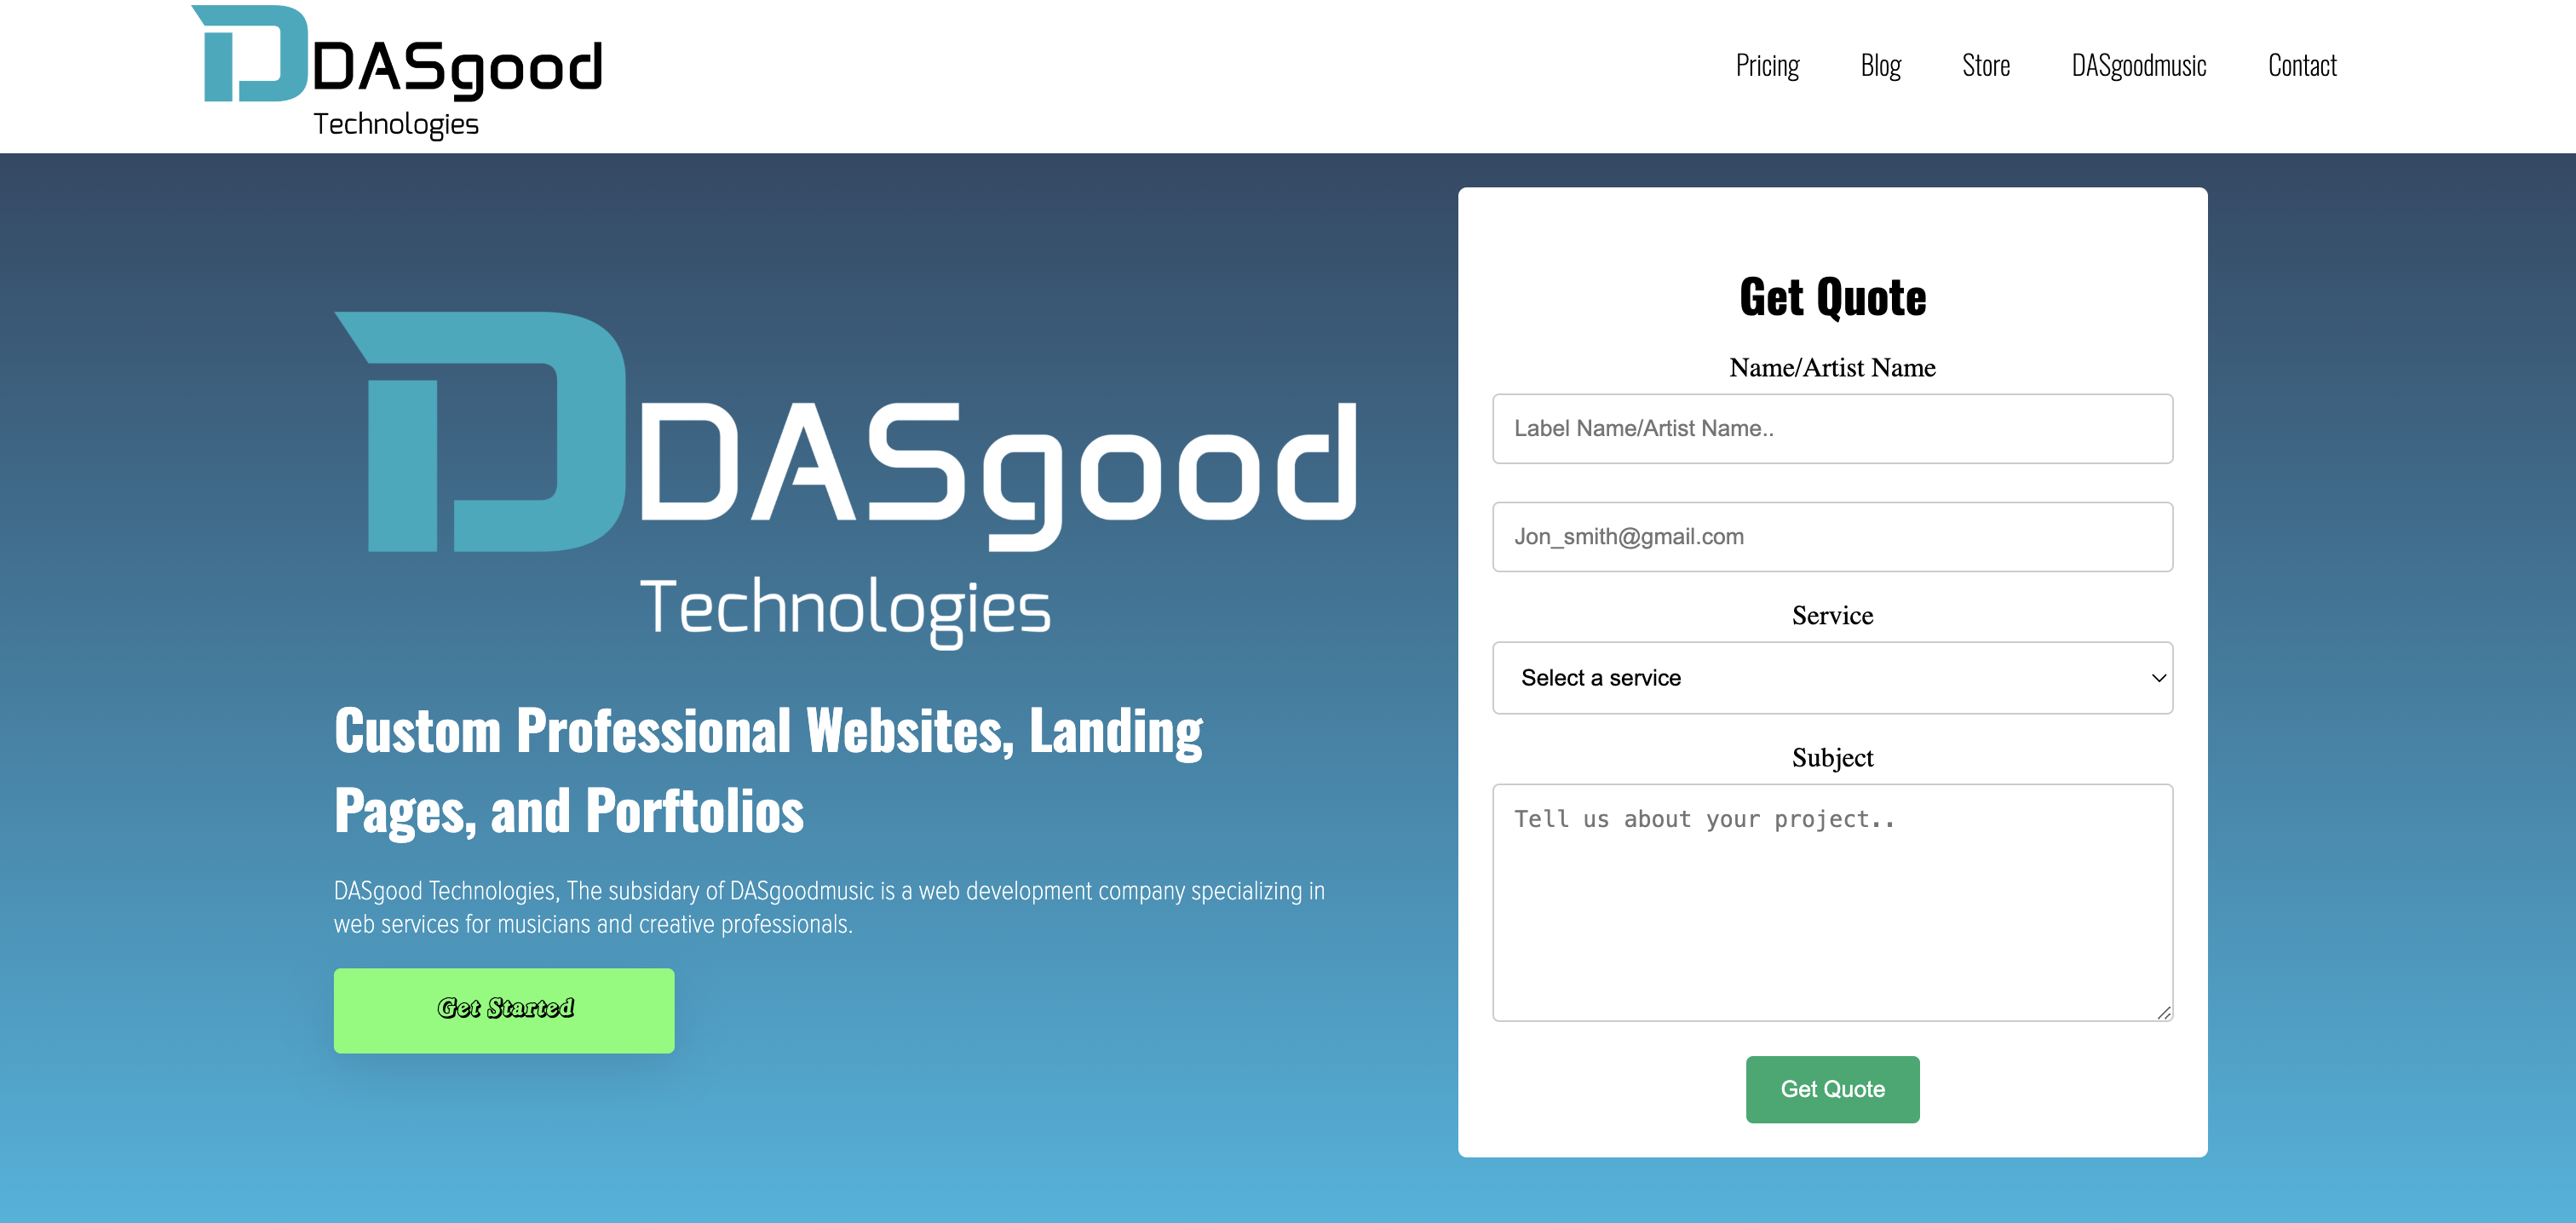 DASgood
Technologies
Pricing
Blog
Store
DASgoodmusic
Contact
DASgood
Technologies
Custom Professional Websites, Landing
Pages, and Porftolios
DASgood Technologies, The subsidary of DASgoodmusic is a web development company specializing in
web services for musicians and creative professionals.
Get Started
Get Quote
Name/Artist Name
Label Name/Artist Name..
Jon_smith@gmail.com
Service
Select a service
Subject
Tell us about your project..
Get Quote